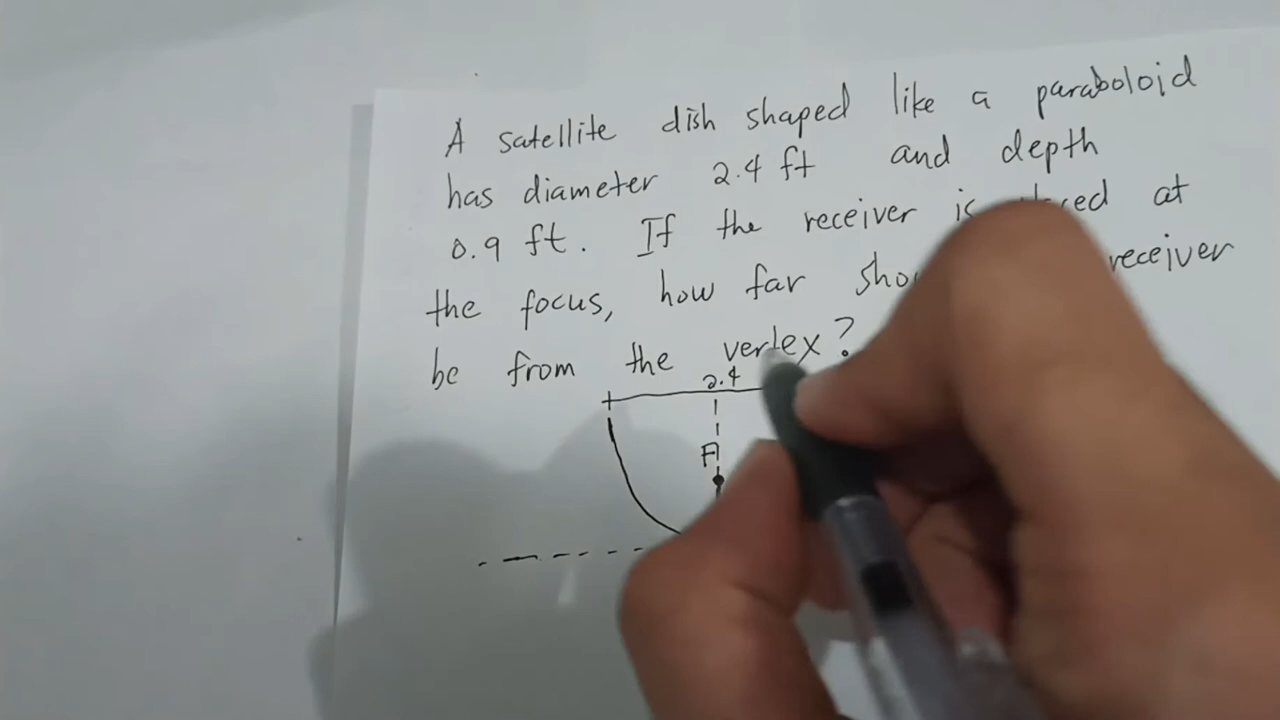 A satellite dish shaped like a paraboloid
has diameter 2.4 ft and depth
0.9 ft. If the receiver is at
the focus, how far receiver
be from the vertex?
2.4
F